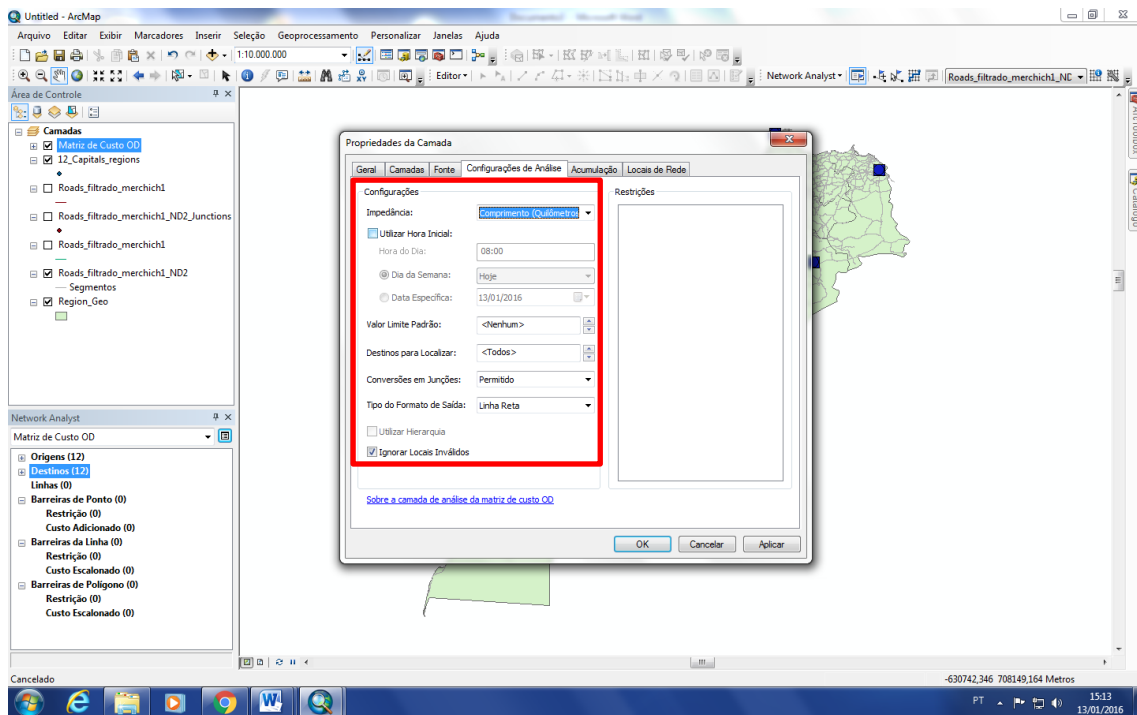 Untitled - ArcMap
Arquivo Editar Exibir Marcadores Inserir Seleção Geoprocessamento Personalizar Janelas Ajuda
1:10.000.000
Editor
Network Analyst
Roads_filtrado_merchich1_NE
Área de Controle
Camadas
Matriz de Custo OD
12_Capitals_regions
Roads_filtrado_merchich1
Roads_filtrado_merchich1_ND2_Junctions
Roads_filtrado_merchich1
Roads_filtrado_merchich1_ND2
Segmentos
Region_Geo
Network Analyst
Matriz de Custo OD
Origens (12)
Destinos (12)
Linhas (0)
Barreiras de Ponto (0)
Restrição (0)
Custo Adicionado (0)
Barreiras da Linha (0)
Restrição (0)
Custo Escalonado (0)
Barreiras de Polígono (0)
Restrição (0)
Custo Escalonado (0)
Propriedades da Camada
Geral Camadas Fonte Configurações de Análise Acumulação Locais de Rede
Configurações
Impedância: Comprimento (Quilômetros
Utilizar Hora Inicial:
Hora do Dia: 08:00
Dia da Semana: Hoje
Data Específica: 13/01/2016
Valor Limite Padrão: <Nenhum>
Destinos para Localizar: <Todos>
Conversões em Junções: Permitido
Tipo do Formato de Saída: Linha Reta
Utilizar Hierarquia
Ignorar Locais Inválidos
Restrições
Sobre a camada de análise da matriz de custo OD
OK Cancelar Aplicar
ArcToolbox
Catálogo
Cancelado
-630742,346 708149,164 Metros
PT
15:13
13/01/2016